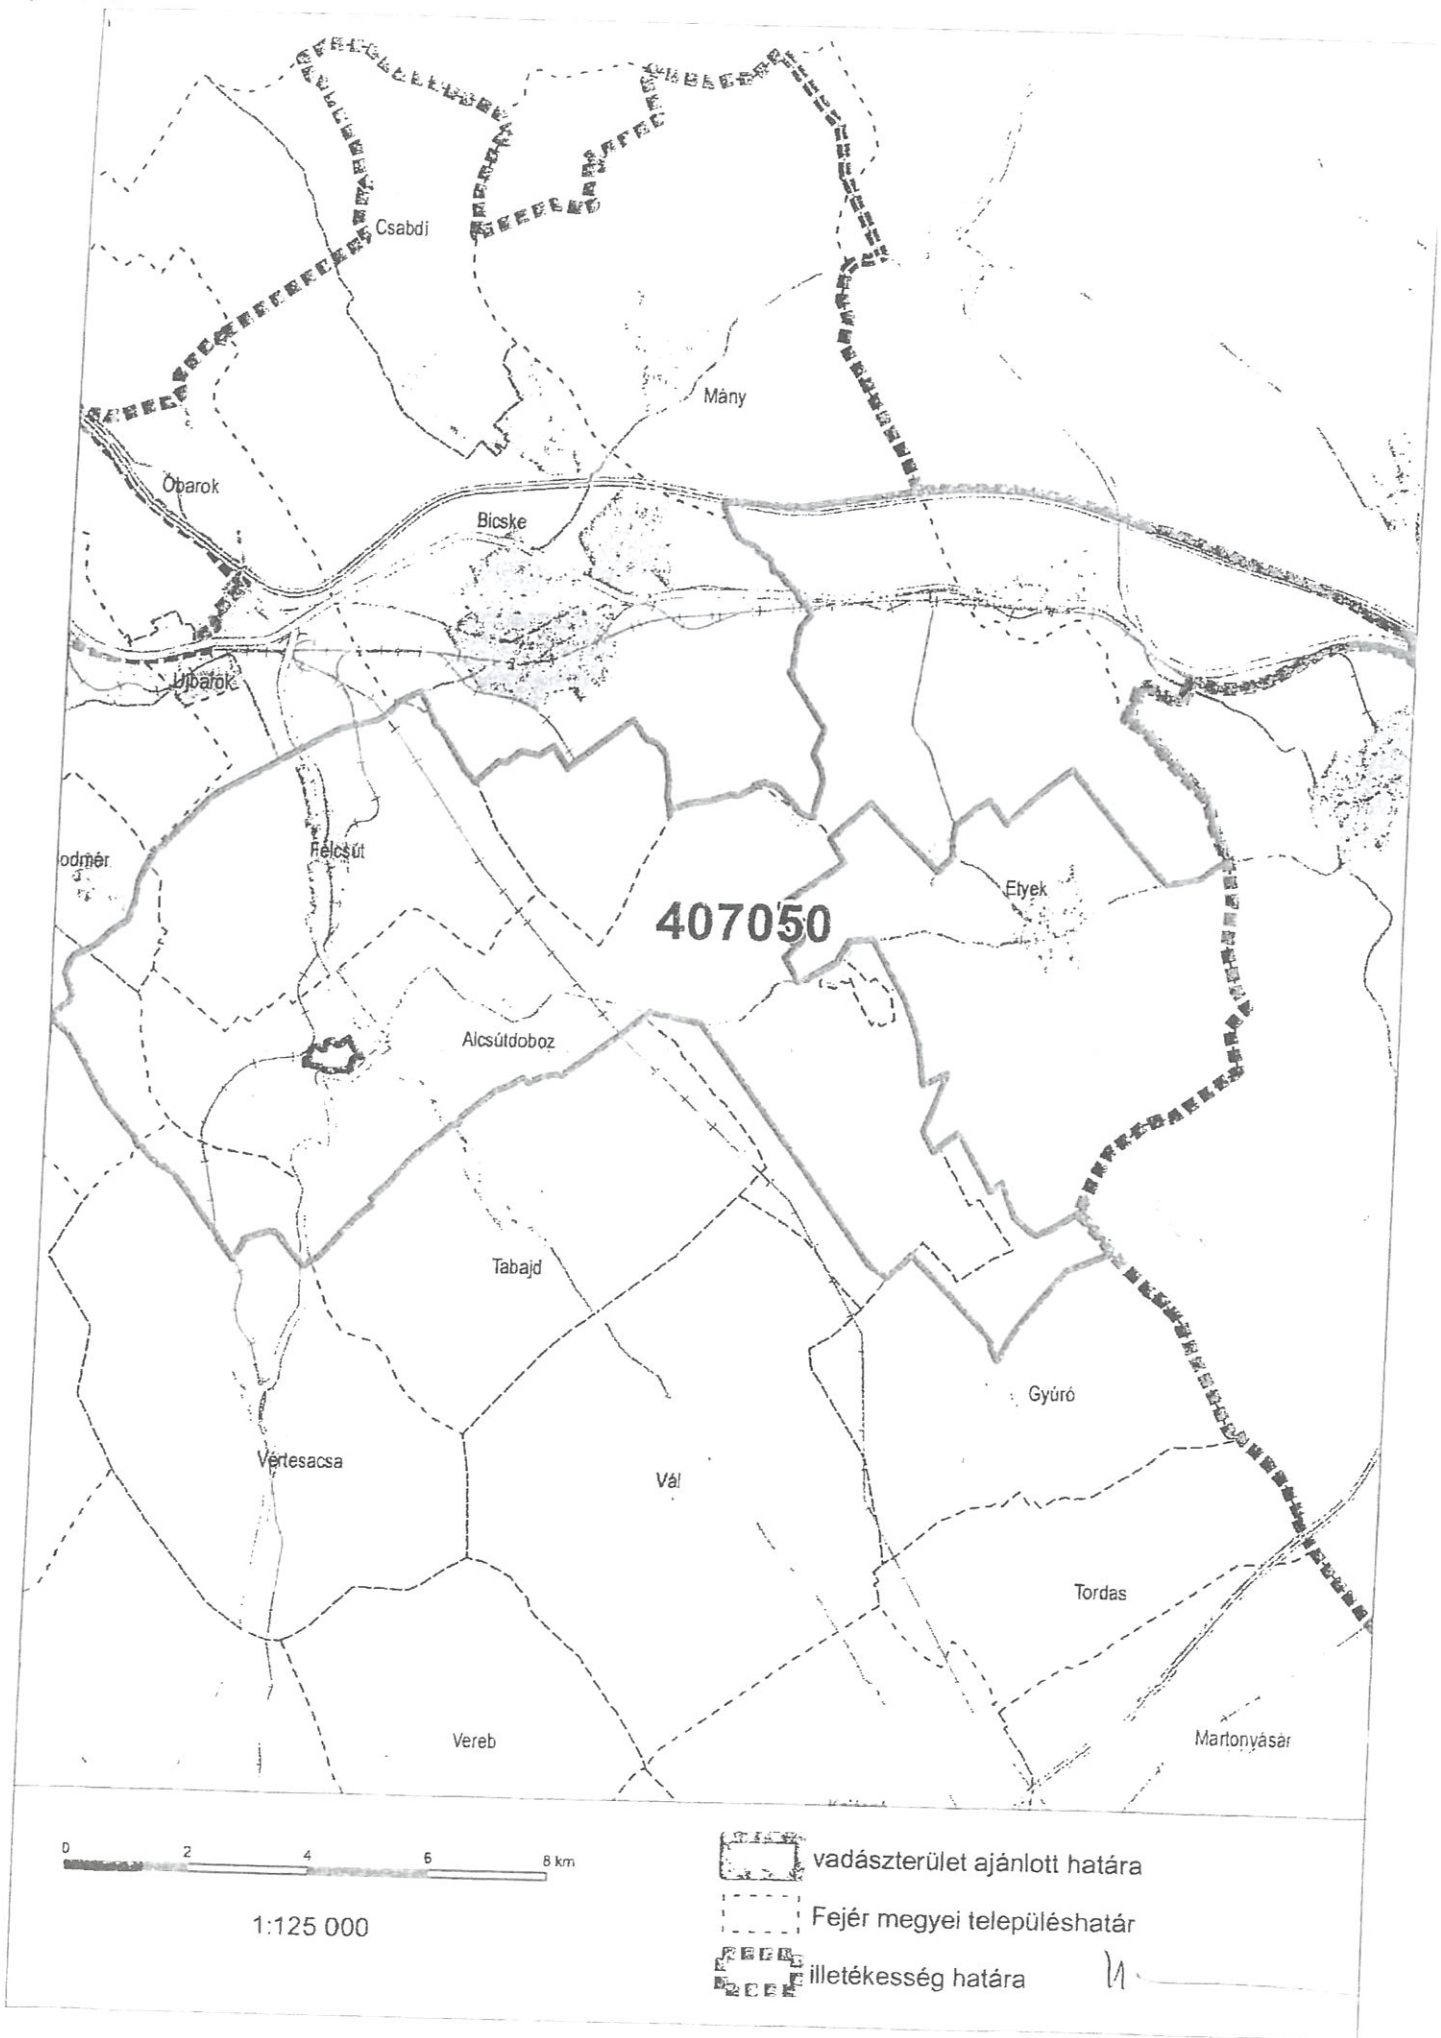 Csabdi
Mány
Óbarok
Bicske
Újbarok
Felcsút
odmér
Etyek
407050
Alcsútdoboz
Tabajd
Gyúró
Vértesacsa
Vál
Tordas
Vereb
Martonvásár
0 2 4 6 8 km
1:125 000
vadászterület ajánlott határa
Fejér megyei településhatár
illetékesség határa